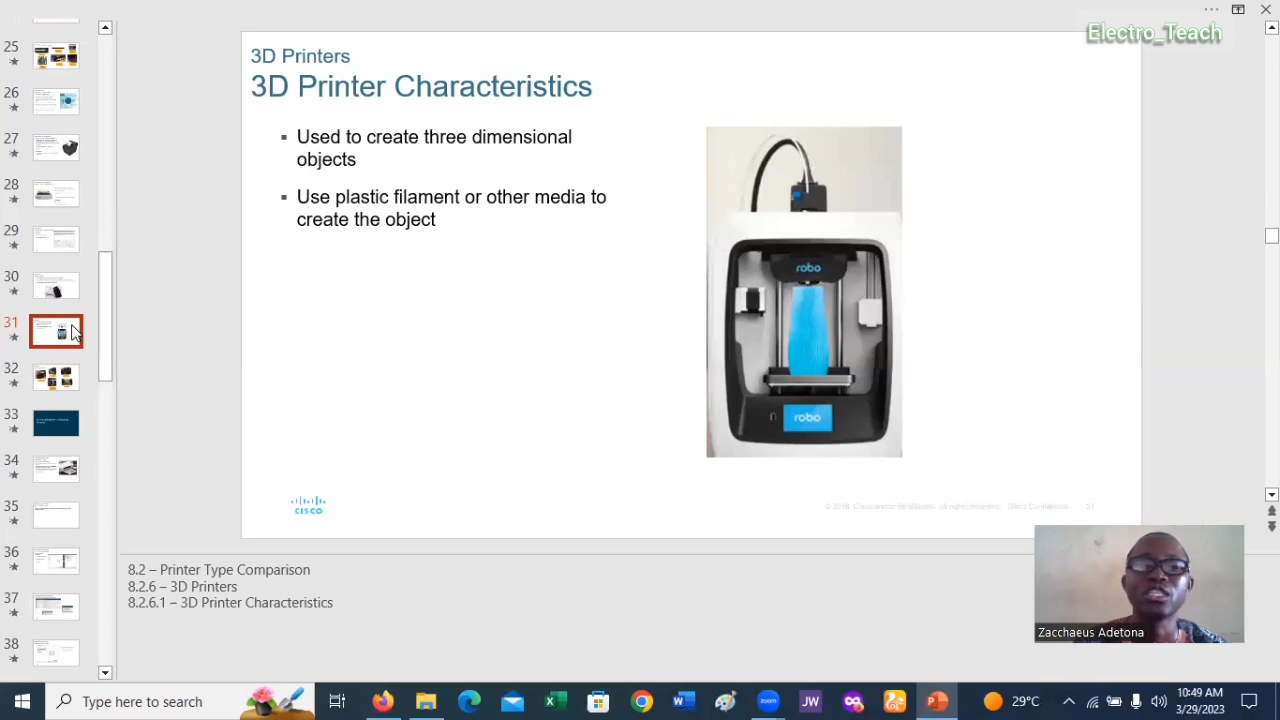 Electro_Teach
3D Printers
3D Printer Characteristics
▪ Used to create three dimensional
objects
▪ Use plastic filament or other media to
create the object
robo
robo
CISCO
31
8.2 – Printer Type Comparison
8.2.6 – 3D Printers
8.2.6.1 – 3D Printer Characteristics
Zacchaeus Adetona
25
26
27
28
29
30
31
32
33
34
35
36
37
38
Type here to search
zoom
JW
29°C
10:49 AM
3/29/2023